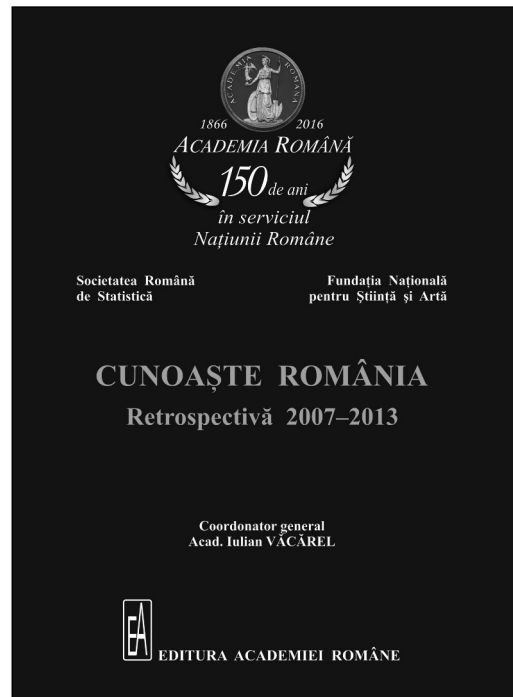 ACADEMIA ROMANA
1866 2016
ACADEMIA ROMÂNĂ
150 de ani
în serviciul
Națiunii Române
Societatea Română
de Statistică
Fundația Națională
pentru Știință și Artă
CUNOAȘTE ROMÂNIA
Retrospectivă 2007–2013
Coordonator general
Acad. Iulian VĂCĂREL
EA
EDITURA ACADEMIEI ROMÂNE